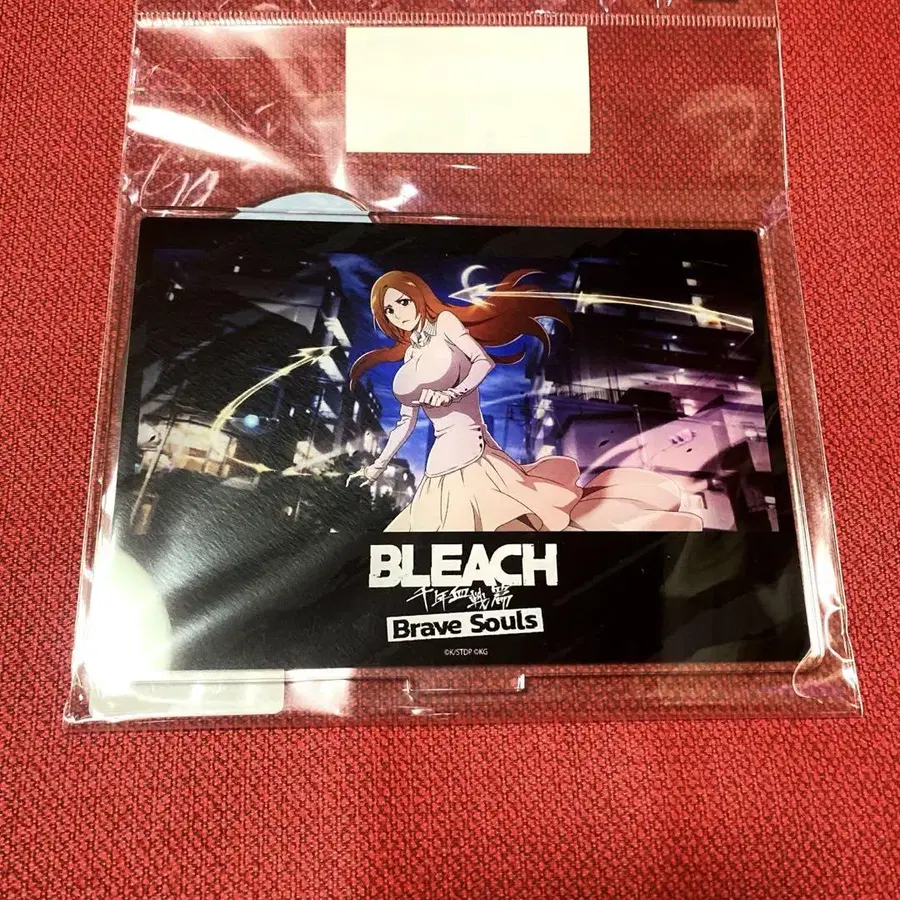 BLEACH
千年血戦篇
Brave Souls
©K/STDP ©KG